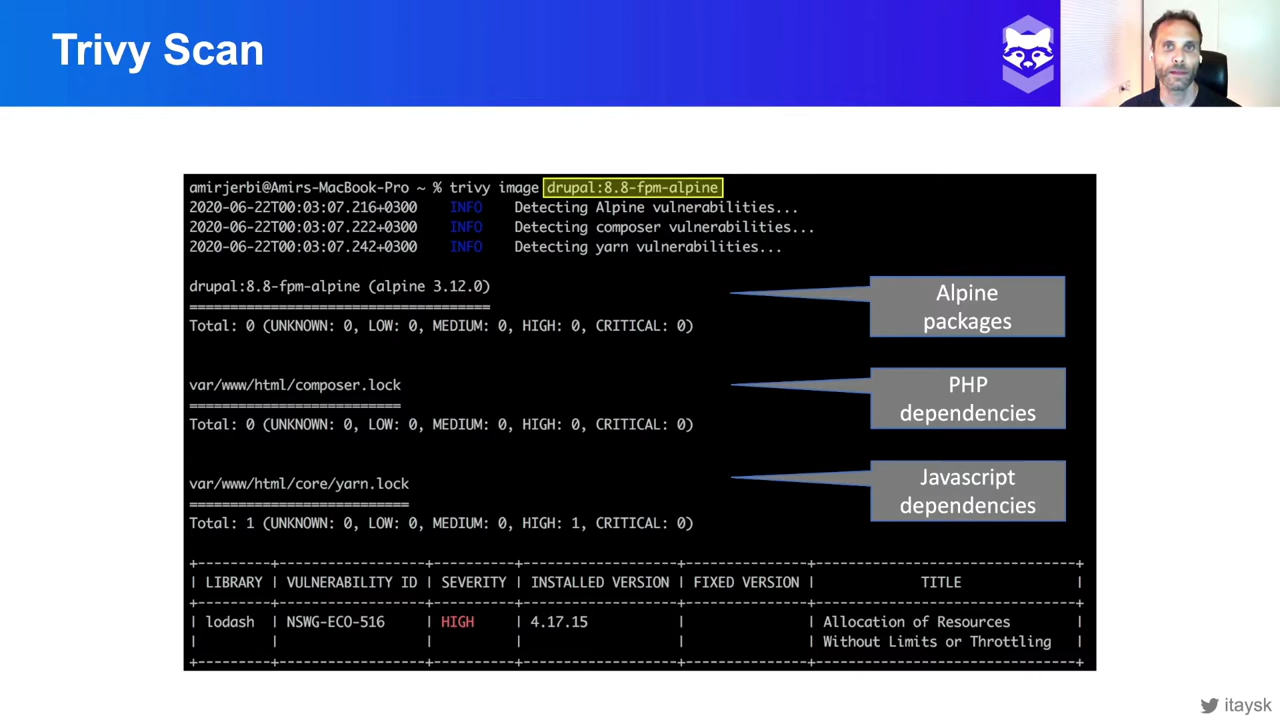 Trivy Scan
amirjerbi@Amirs-MacBook-Pro ~ % trivy image drupal:8.8-fpm-alpine
2020-06-22T00:03:07.216+0300 INFO Detecting Alpine vulnerabilities...
2020-06-22T00:03:07.222+0300 INFO Detecting composer vulnerabilities...
2020-06-22T00:03:07.242+0300 INFO Detecting yarn vulnerabilities...
drupal:8.8-fpm-alpine (alpine 3.12.0)
=====================================
Total: 0 (UNKNOWN: 0, LOW: 0, MEDIUM: 0, HIGH: 0, CRITICAL: 0)
Alpine
packages
var/www/html/composer.lock
==========================
Total: 0 (UNKNOWN: 0, LOW: 0, MEDIUM: 0, HIGH: 0, CRITICAL: 0)
PHP
dependencies
var/www/html/core/yarn.lock
===========================
Total: 1 (UNKNOWN: 0, LOW: 0, MEDIUM: 0, HIGH: 1, CRITICAL: 0)
Javascript
dependencies
| LIBRARY | VULNERABILITY ID | SEVERITY | INSTALLED VERSION | FIXED VERSION | TITLE |
| lodash | NSWG-ECO-516 | HIGH | 4.17.15 | | Allocation of Resources |
| | | | | | Without Limits or Throttling |
itaysk